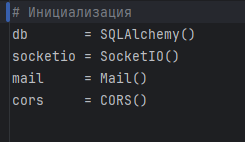 # Инициализация
db       = SQLAlchemy()
socketio = SocketIO()
mail     = Mail()
cors     = CORS()